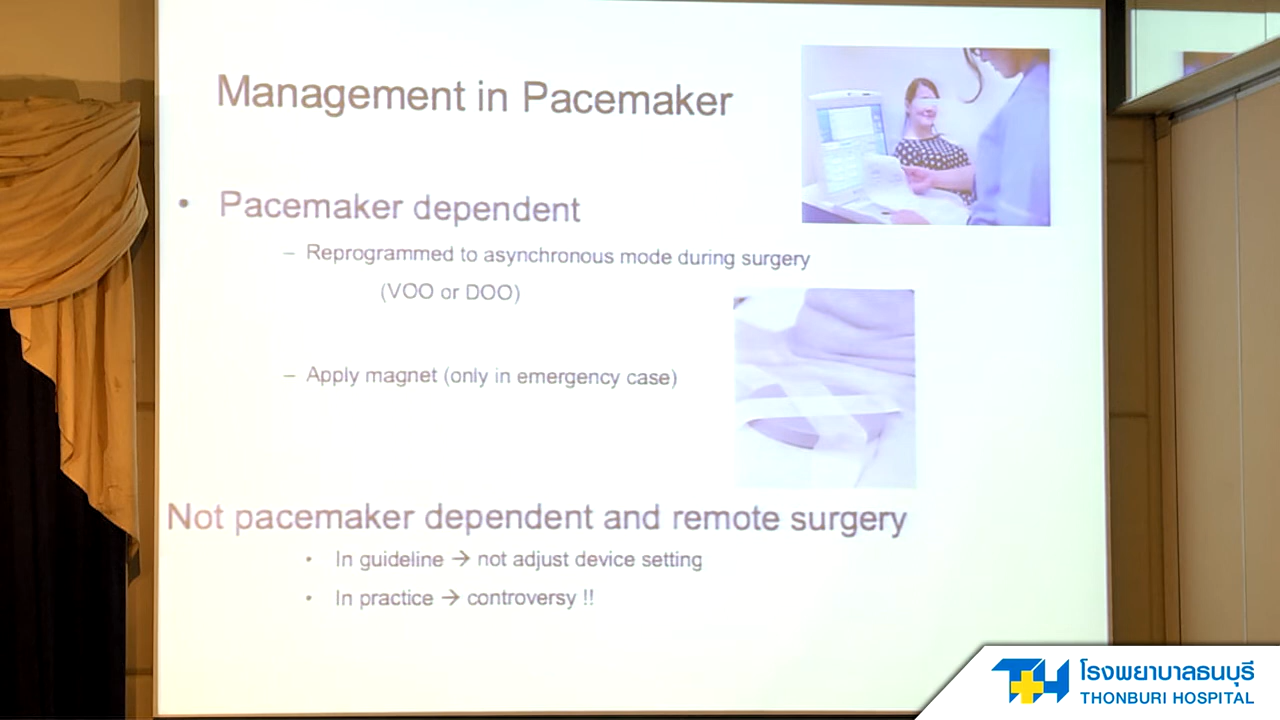 Management in Pacemaker
• Pacemaker dependent
– Reprogrammed to asynchronous mode during surgery
(VOO or DOO)
– Apply magnet (only in emergency case)
Not pacemaker dependent and remote surgery
• In guideline → not adjust device setting
• In practice → controversy !!
TH
โรงพยาบาลธนบุรี
THONBURI HOSPITAL